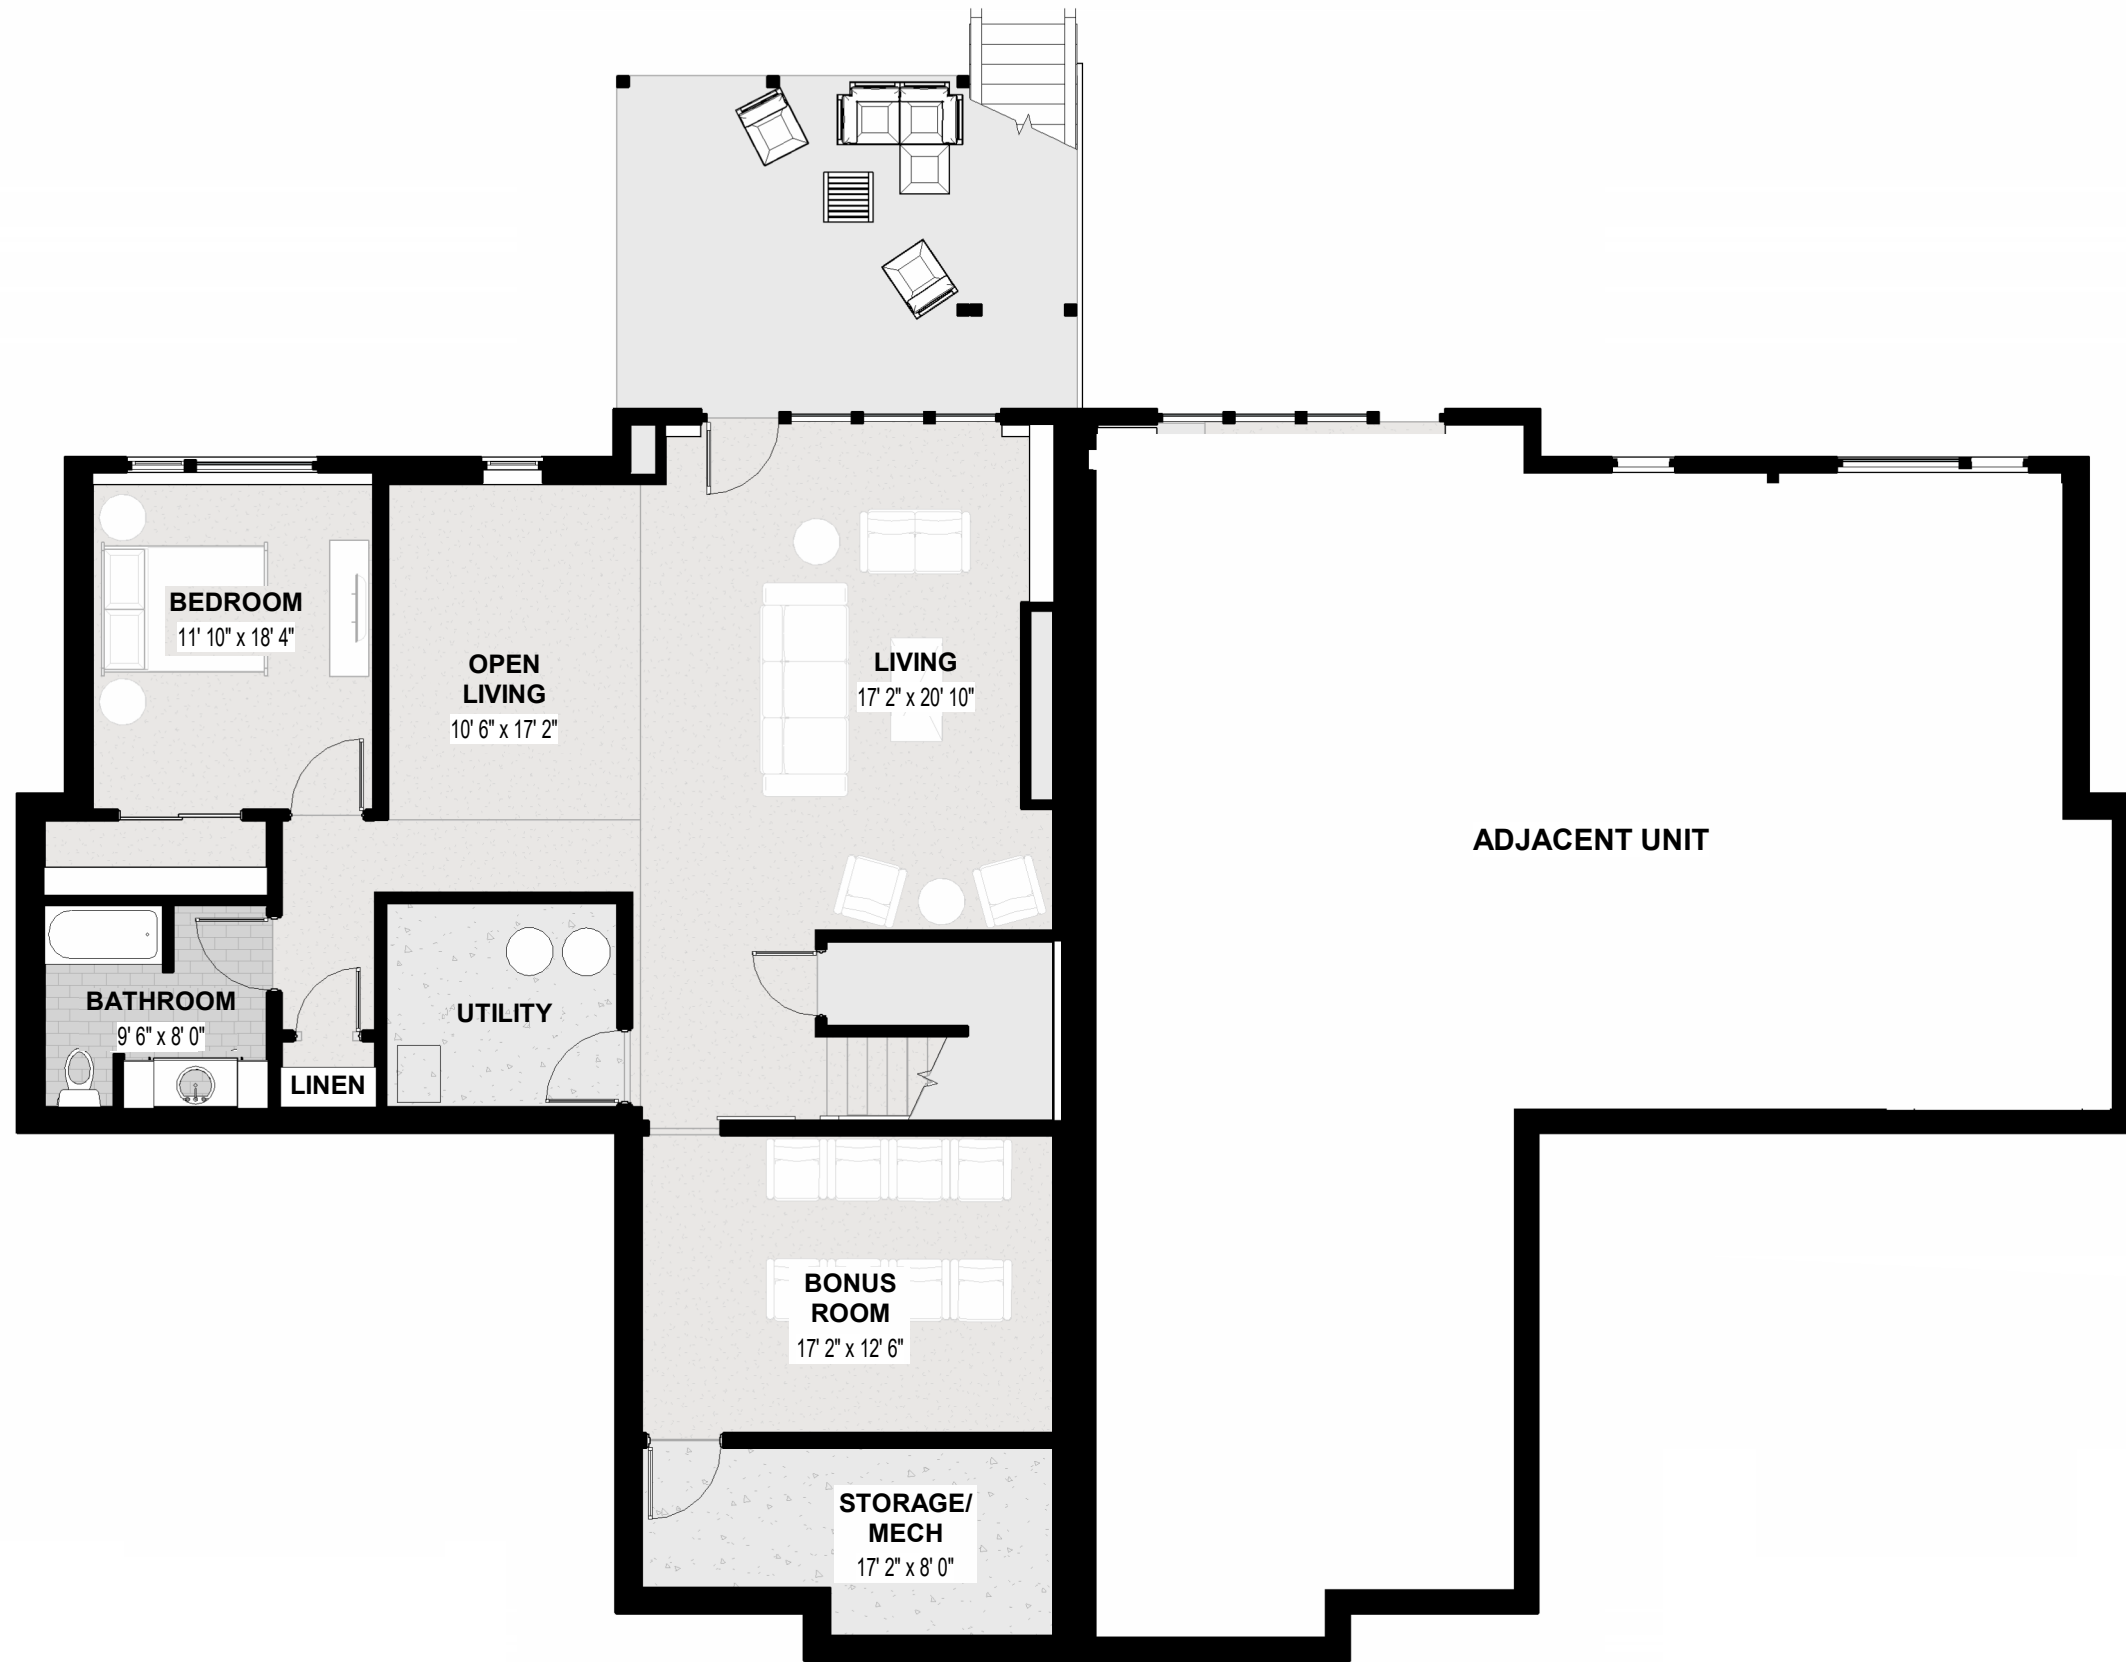 BEDROOM
11' 10" x 18' 4"
OPEN
LIVING
10' 6" x 17' 2"
LIVING
17' 2" x 20' 10"
ADJACENT UNIT
BATHROOM
9' 6" x 8' 0"
UTILITY
LINEN
BONUS
ROOM
17' 2" x 12' 6"
STORAGE/
MECH
17' 2" x 8' 0"